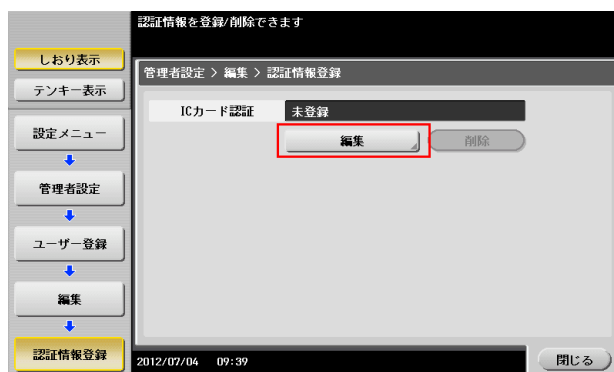 認証情報を登録/削除できます
しおり表示
テンキー表示
設定メニュー
管理者設定
ユーザー登録
編集
認証情報登録
管理者設定 > 編集 > 認証情報登録
ICカード認証 未登録
編集 削除
2012/07/04 09:39
閉じる